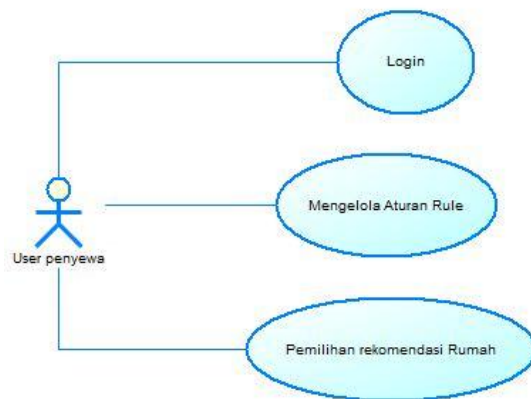 Login
Mengelola Aturan Rule
User penyewa
Pemilihan rekomendasi Rumah